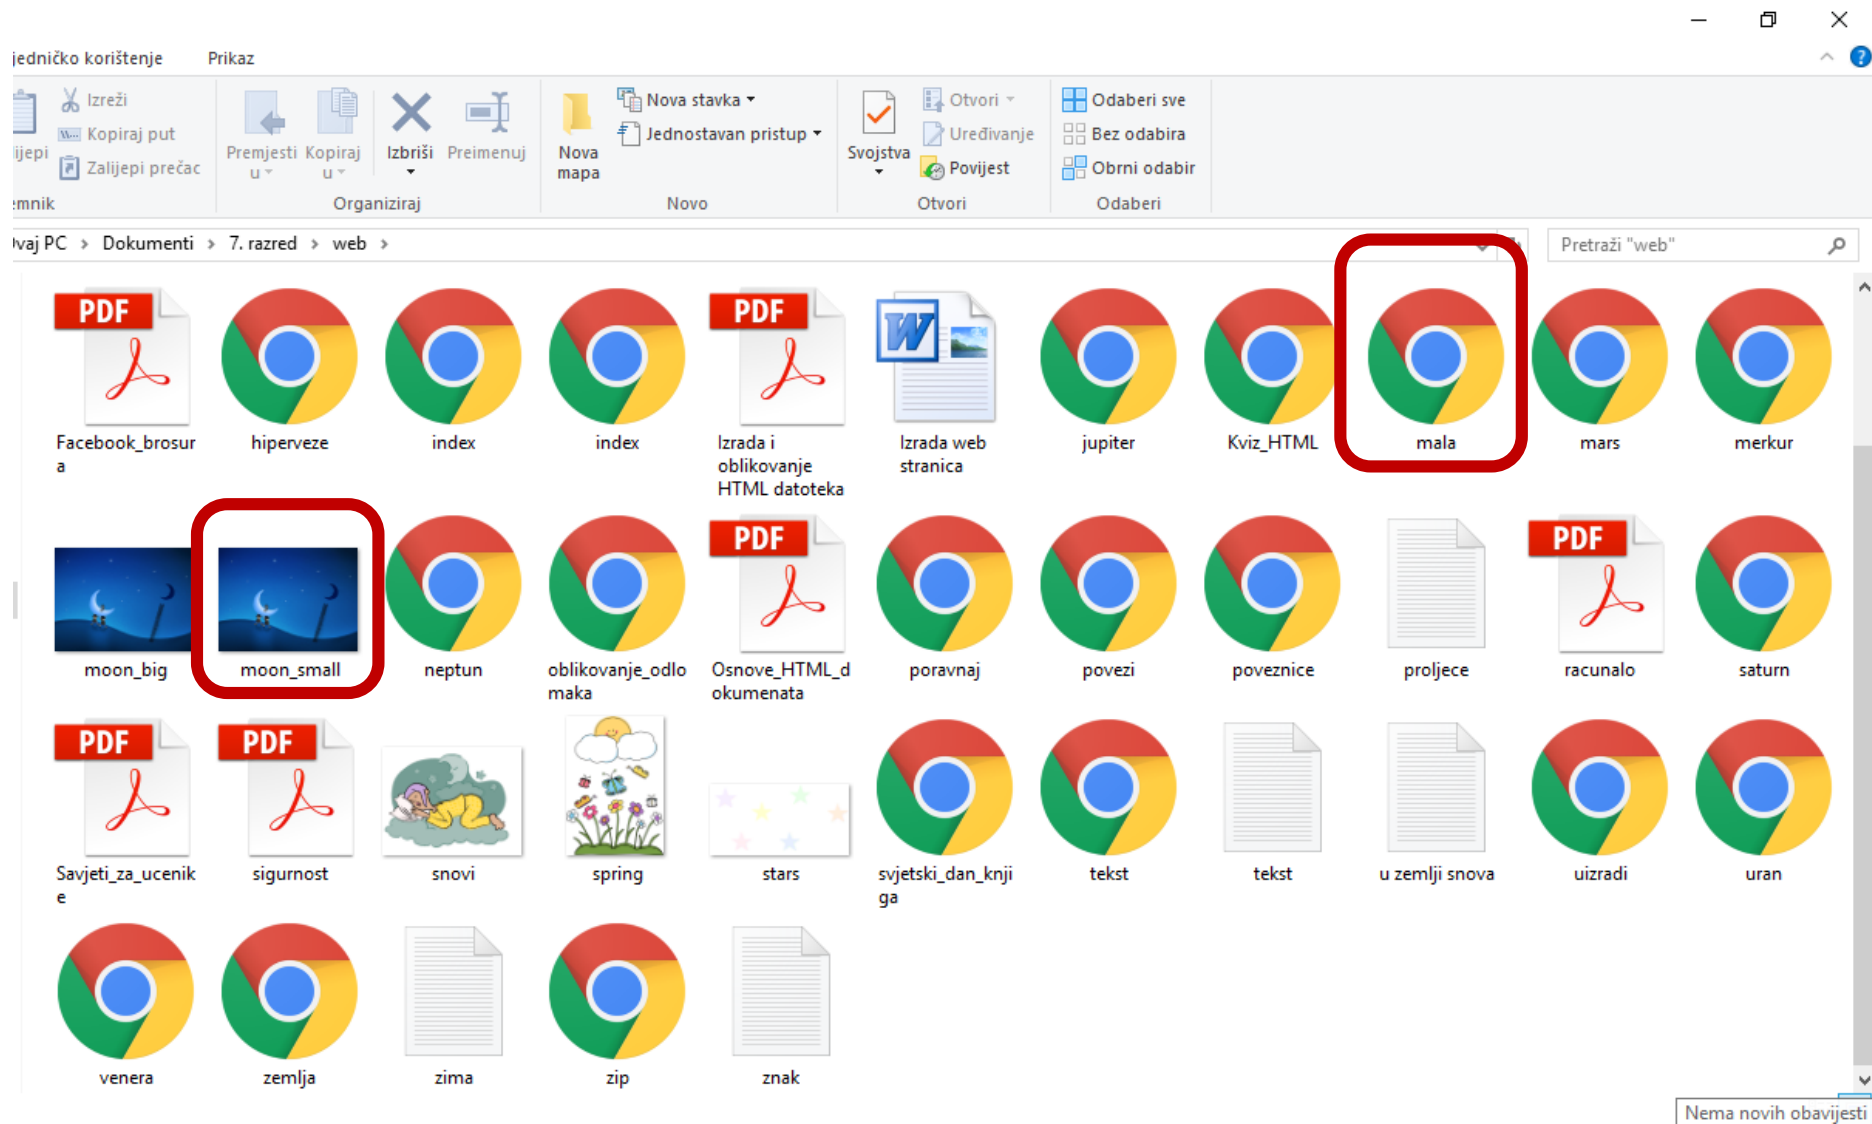 jedničko korištenje Prikaz
Izreži
Kopiraj put
Zalijepi prečac
ijepi
Premjesti u
Kopiraj u
Izbriši
Preimenuj
Nova mapa
Nova stavka
Jednostavan pristup
Svojstva
Otvori
Uređivanje
Povijest
Odaberi sve
Bez odabira
Obrni odabir
emnik Organiziraj Novo Otvori Odaberi
vaj PC > Dokumenti > 7. razred > web >
Pretraži "web"
PDF PDF W
Facebook_brosur
a
hiperveze
index
index
Izrada i
oblikovanje
HTML datoteka
Izrada web
stranica
jupiter
Kviz_HTML
mala
mars
merkur
PDF PDF
moon_big
moon_small
neptun
oblikovanje_odlo
maka
Osnove_HTML_d
okumenata
poravnaj
povezi
poveznice
proljece
racunalo
saturn
PDF PDF
Savjeti_za_ucenik
e
sigurnost
snovi
spring
stars
svjetski_dan_knji
ga
tekst
tekst
u zemlji snova
uizradi
uran
venera
zemlja
zima
zip
znak
Nema novih obavijesti